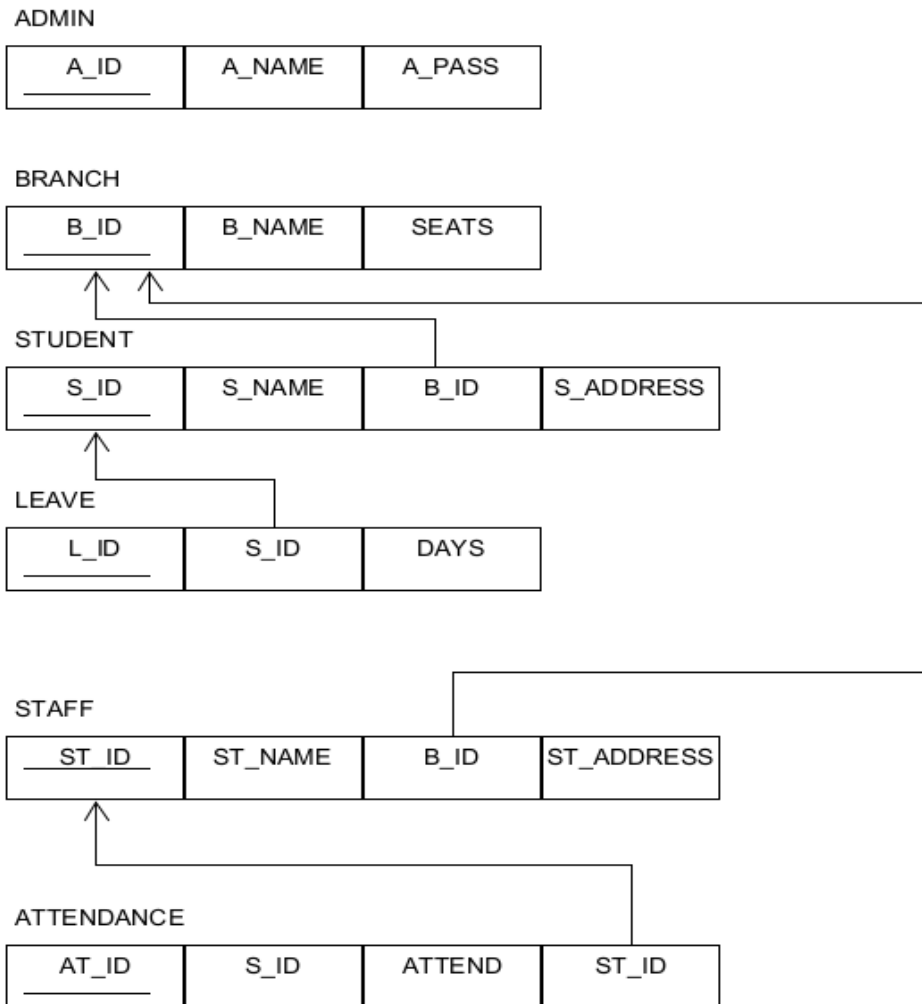 ADMIN
A_ID A_NAME A_PASS
BRANCH
B_ID B_NAME SEATS
STUDENT
S_ID S_NAME B_ID S_ADDRESS
LEAVE
L_ID S_ID DAYS
STAFF
ST_ID ST_NAME B_ID ST_ADDRESS
ATTENDANCE
AT_ID S_ID ATTEND ST_ID